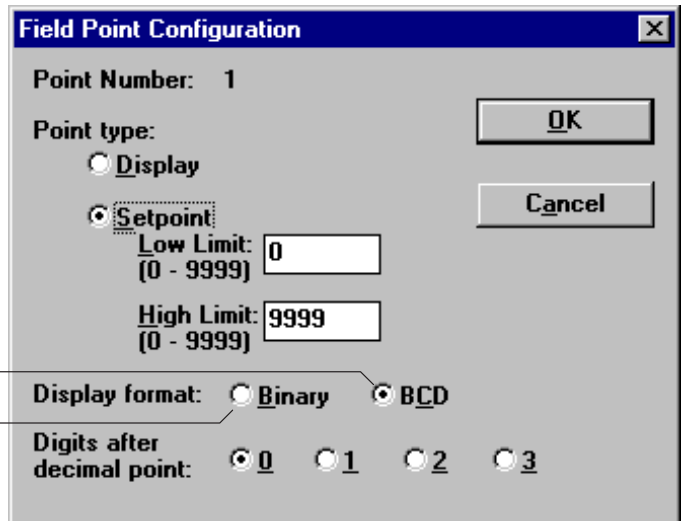 Field Point Configuration
Point Number: 1
OK
Point type:
Display
Cancel
Setpoint
Low Limit: 0
(0 - 9999)
High Limit: 9999
(0 - 9999)
Display format: Binary BCD
Digits after
decimal point: 0 1 2 3